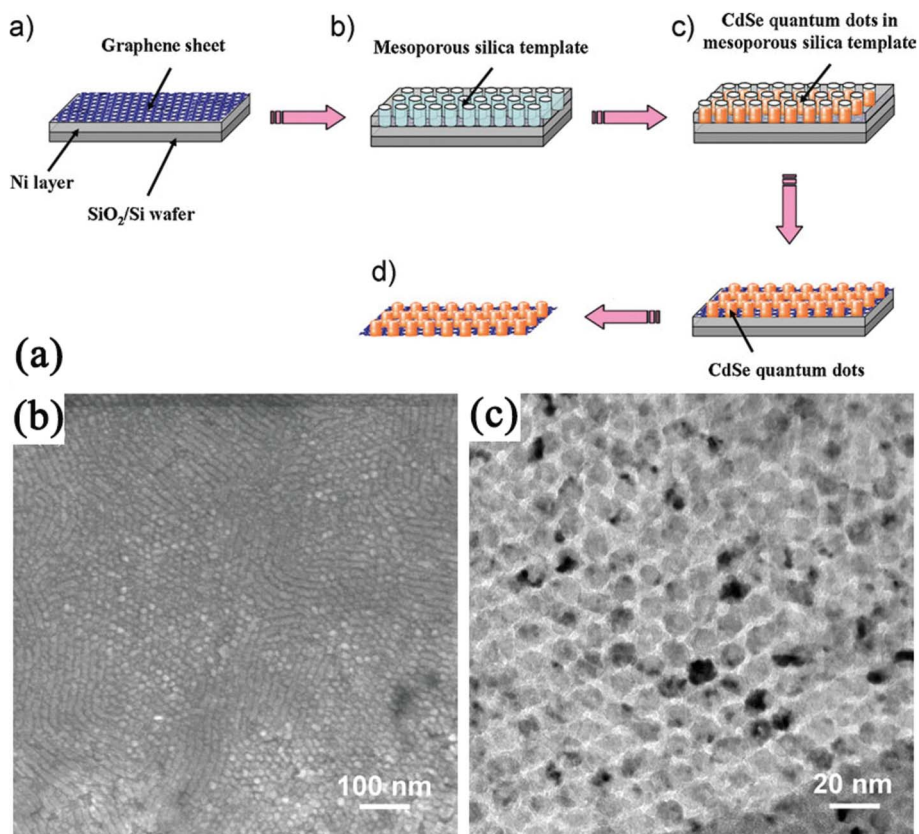 a)
Graphene sheet
Ni layer
SiO₂/Si wafer
b)
Mesoporous silica template
c)
CdSe quantum dots in
mesoporous silica template
d)
CdSe quantum dots
(a)
(b)
100 nm
(c)
20 nm